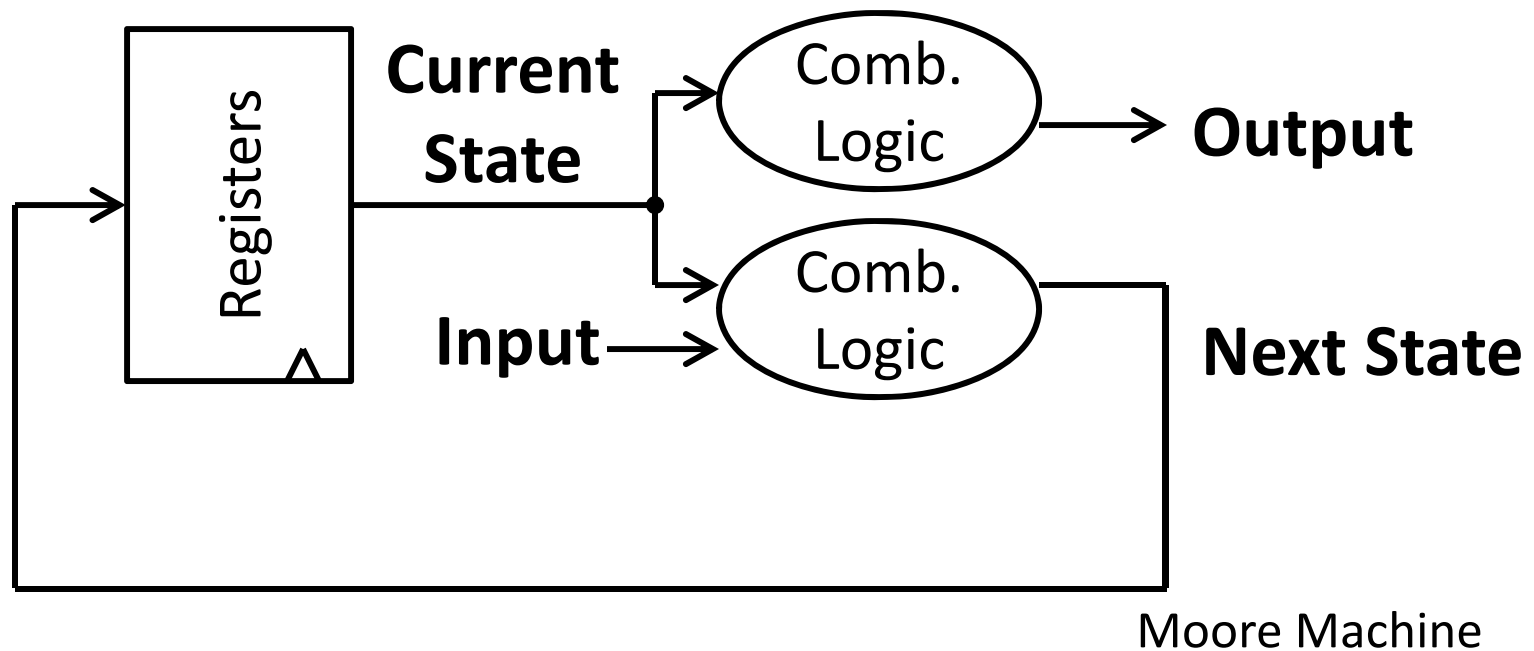 Registers
Current
State
Comb.
Logic
Output
Input
Comb.
Logic
Next State
Moore Machine